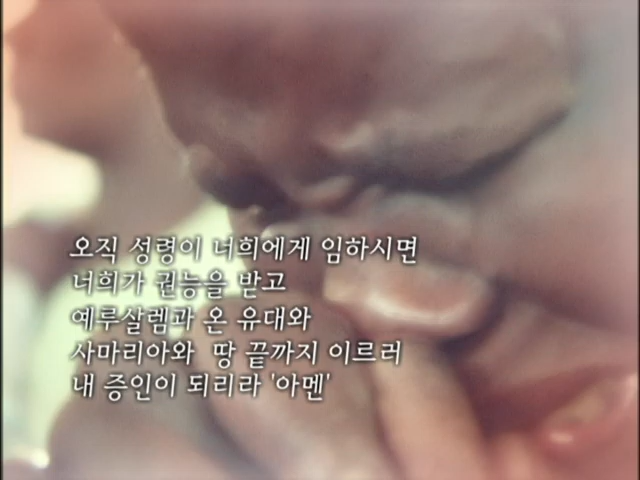 오직 성령이 너희에게 임하시면
너희가 권능을 받고
예루살렘과 온 유대와
사마리아와 땅 끝까지 이르러
내 증인이 되리라 '아멘'